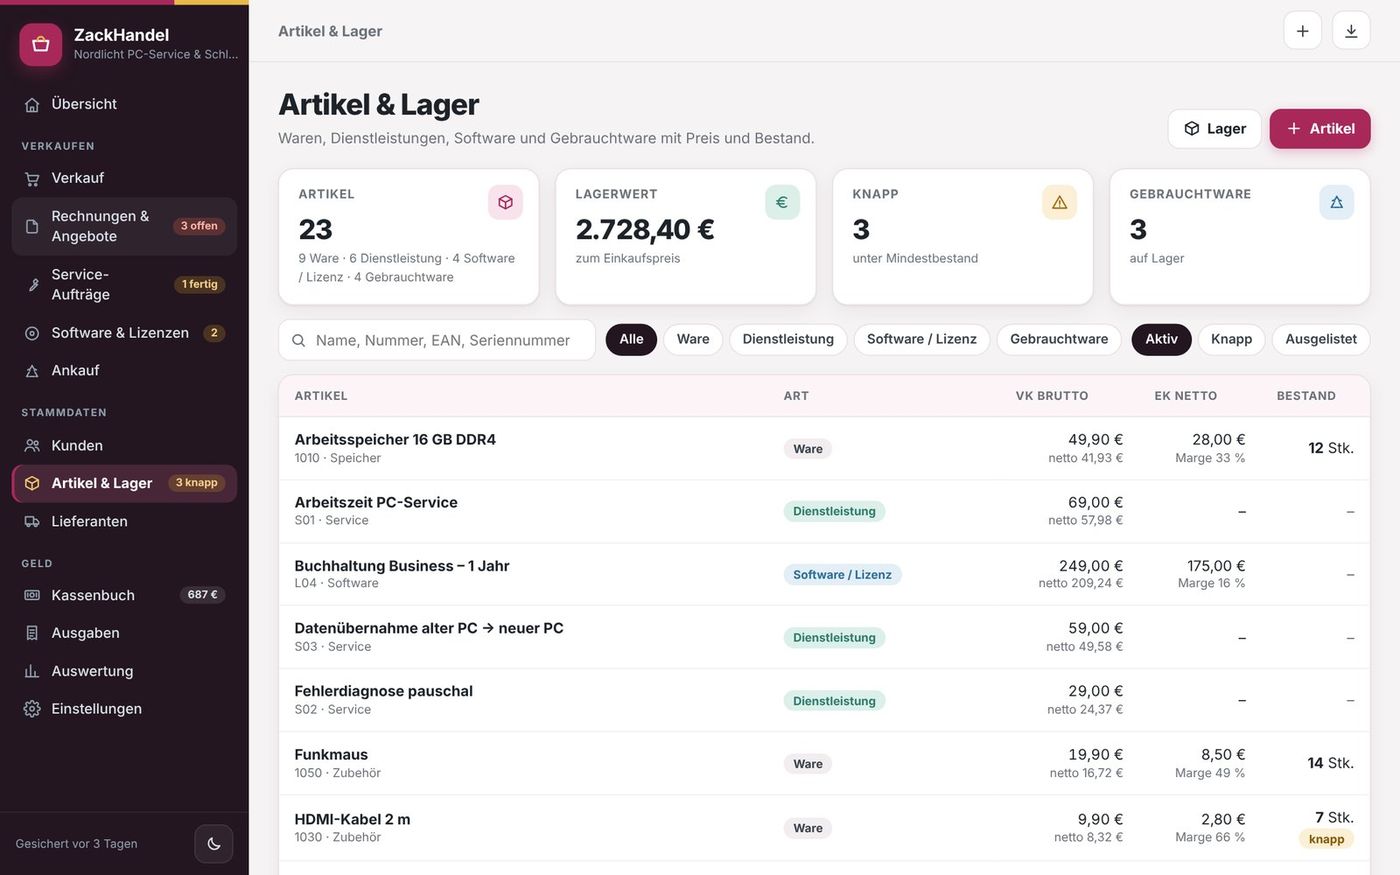 ZackHandel
Nordlicht PC-Service & Schl...
Übersicht
VERKAUFEN
Verkauf
Rechnungen &
Angebote
3 offen
Service-
Aufträge
1 fertig
Software & Lizenzen
2
Ankauf
STAMMDATEN
Kunden
Artikel & Lager
3 knapp
Lieferanten
GELD
Kassenbuch
687 €
Ausgaben
Auswertung
Einstellungen
Gesichert vor 3 Tagen
Artikel & Lager
Artikel & Lager
Waren, Dienstleistungen, Software und Gebrauchtware mit Preis und Bestand.
Lager
+ Artikel
ARTIKEL
23
9 Ware · 6 Dienstleistung · 4 Software
/ Lizenz · 4 Gebrauchtware
LAGERWERT
€
2.728,40 €
zum Einkaufspreis
KNAPP
3
unter Mindestbestand
GEBRAUCHTWARE
3
auf Lager
Name, Nummer, EAN, Seriennummer
Alle Ware Dienstleistung Software / Lizenz Gebrauchtware Aktiv Knapp Ausgelistet
ARTIKEL ART VK BRUTTO EK NETTO BESTAND
Arbeitsspeicher 16 GB DDR4
1010 · Speicher
Ware
49,90 €
netto 41,93 €
28,00 €
Marge 33 %
12 Stk.
Arbeitszeit PC-Service
S01 · Service
Dienstleistung
69,00 €
netto 57,98 €
–
–
Buchhaltung Business – 1 Jahr
L04 · Software
Software / Lizenz
249,00 €
netto 209,24 €
175,00 €
Marge 16 %
–
Datenübernahme alter PC → neuer PC
S03 · Service
Dienstleistung
59,00 €
netto 49,58 €
–
–
Fehlerdiagnose pauschal
S02 · Service
Dienstleistung
29,00 €
netto 24,37 €
–
–
Funkmaus
1050 · Zubehör
Ware
19,90 €
netto 16,72 €
8,50 €
Marge 49 %
14 Stk.
HDMI-Kabel 2 m
1030 · Zubehör
Ware
9,90 €
netto 8,32 €
2,80 €
Marge 66 %
7 Stk.
knapp